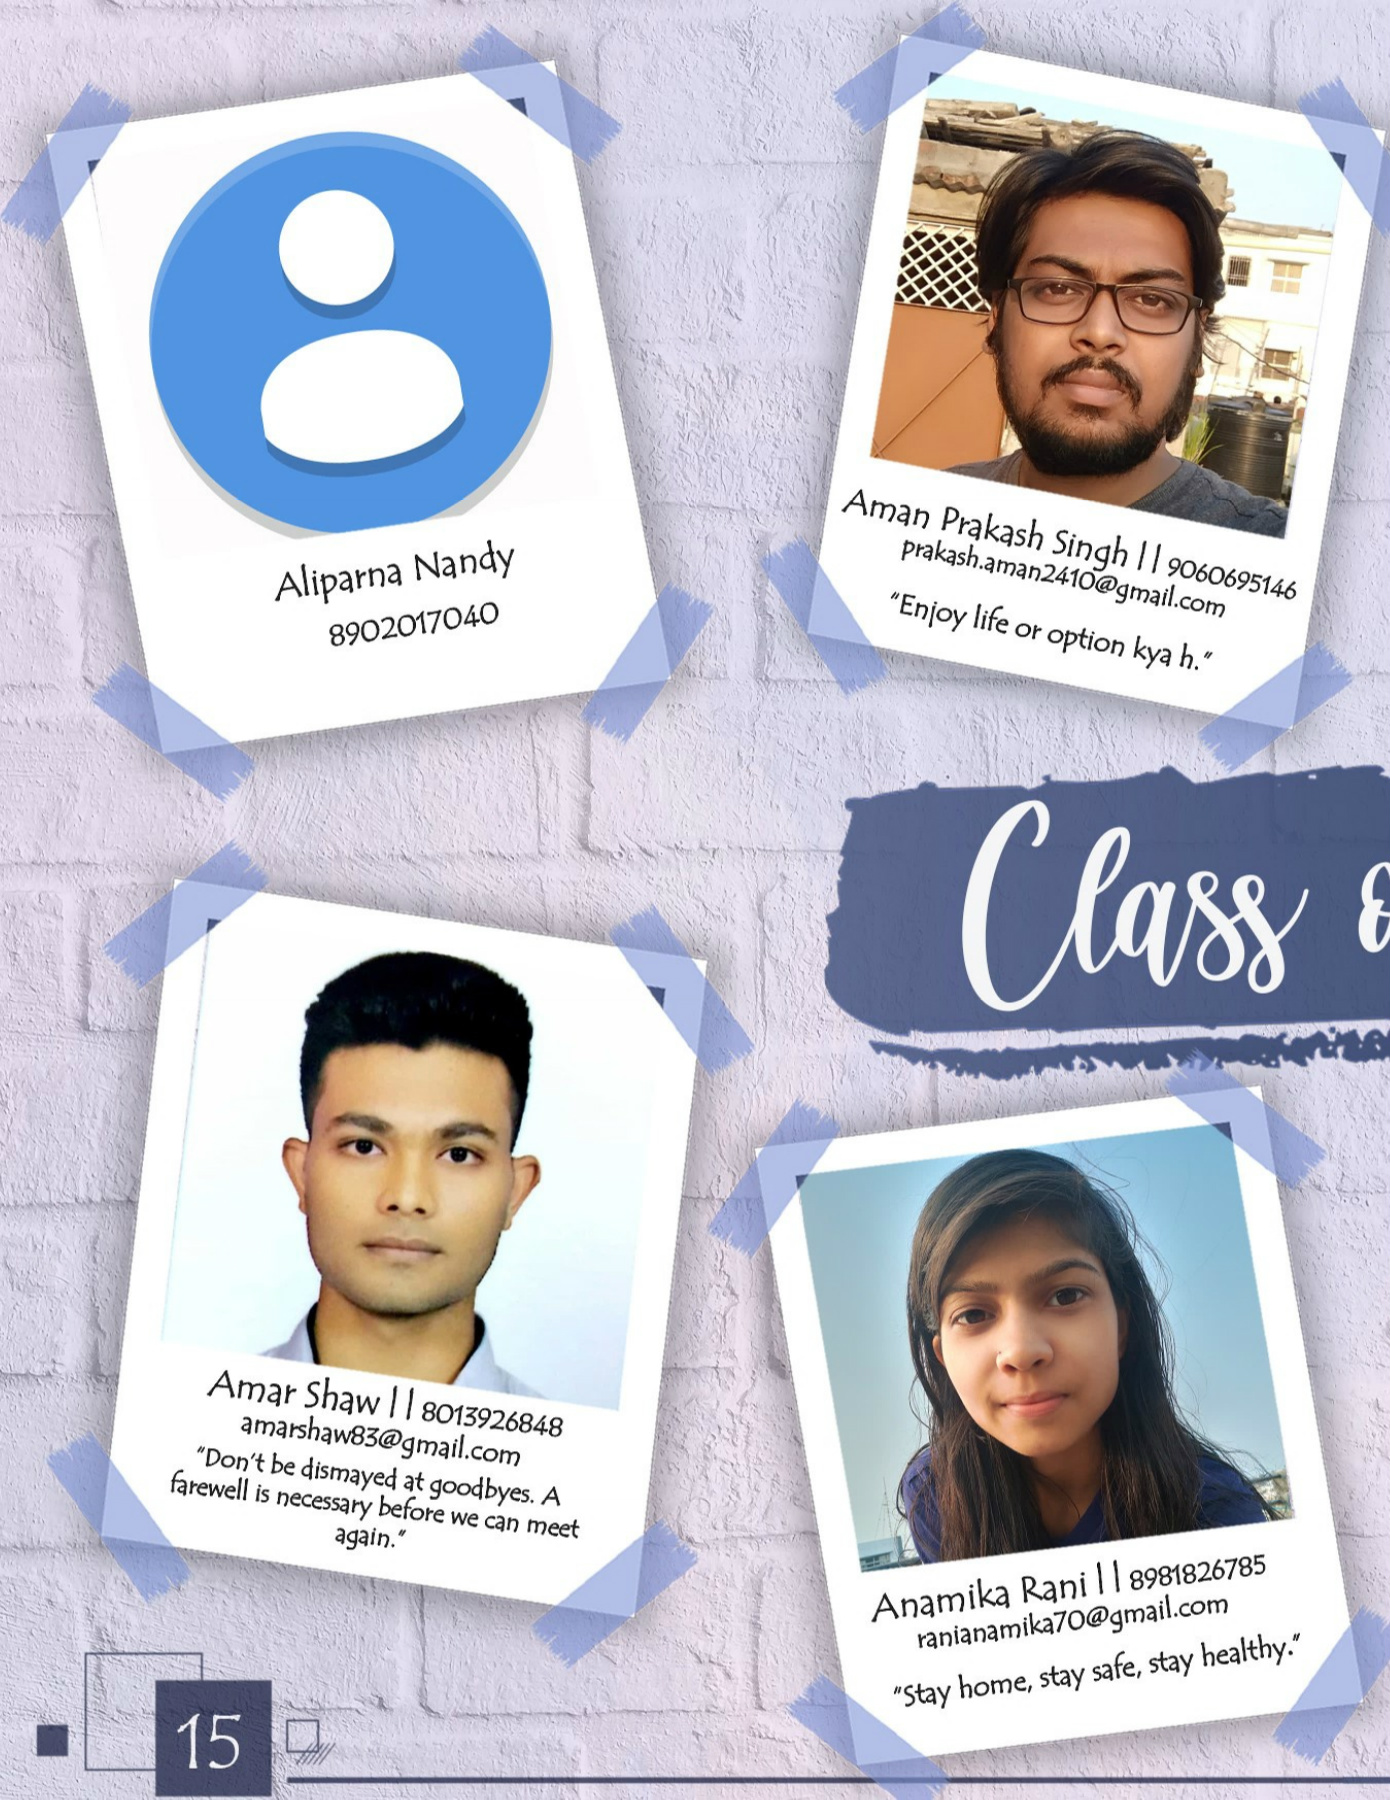 Aliparna Nandy
8902017040
Aman Prakash Singh || 9060695146
prakash.aman2410@gmail.com
"Enjoy life or option kya h."
Class o
Amar Shaw || 8013926848
amarshaw83@gmail.com
"Don't be dismayed at goodbyes. A
farewell is necessary before we can meet
again."
Anamika Rani || 8981826785
ranianamika70@gmail.com
"Stay home, stay safe, stay healthy."
15